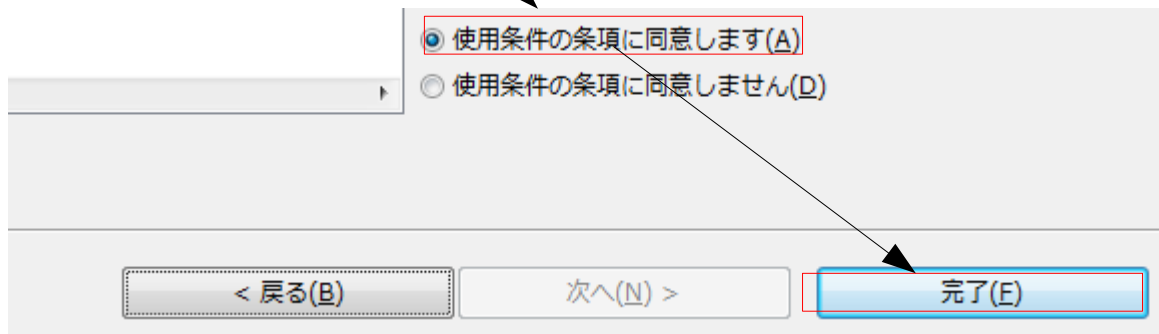 使用条件の条項に同意します(A)
使用条件の条項に同意しません(D)
< 戻る(B)
次へ(N) >
完了(F)